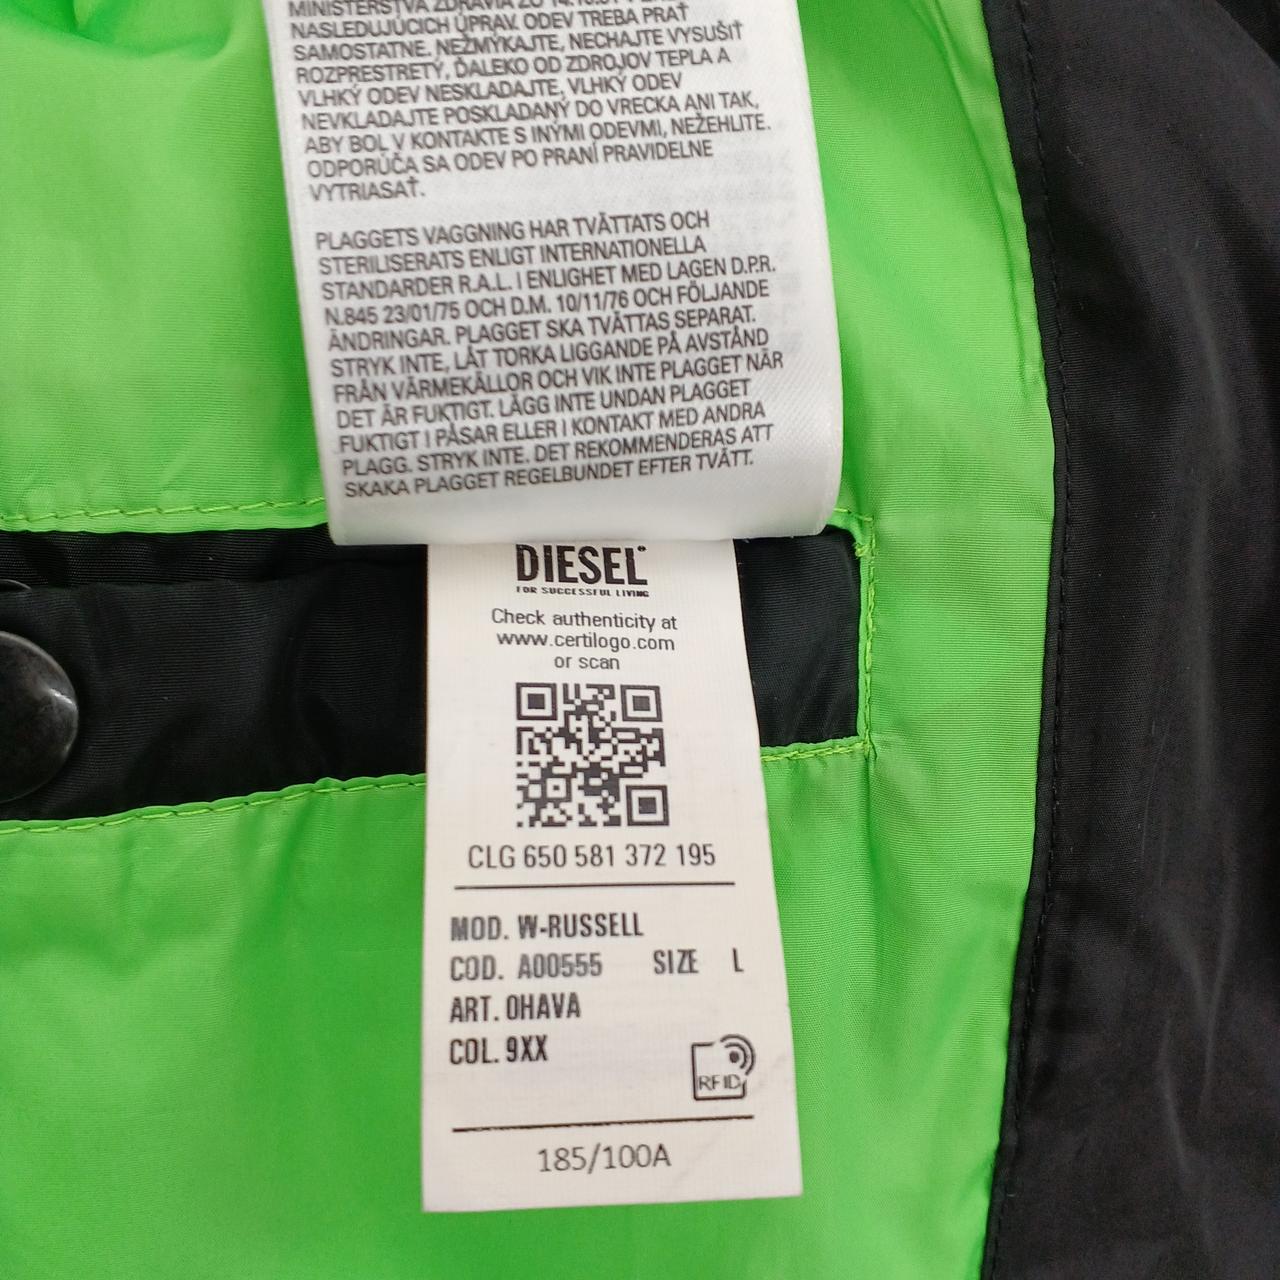 MINISTERSTVA ZDRAVIA ZO
NASLEDUJÚCICH ÚPRAV. ODEV TREBA PRAŤ
SAMOSTATNE. NEŽMÝKAJTE, NECHAJTE VYSUŠIŤ
ROZPRESTRETÝ, ĎALEKO OD ZDROJOV TEPLA A
VLHKÝ ODEV NESKLADAJTE, VLHKÝ ODEV
NEVKLADAJTE POSKLADANÝ DO VRECKA ANI TAK,
ABY BOL V KONTAKTE S INÝMI ODEVMI, NEŽEHLITE.
ODPORÚČA SA ODEV PO PRANÍ PRAVIDELNE
VYTRIASAŤ.
PLAGGETS VAGGNING HAR TVÄTTATS OCH
STERILISERATS ENLIGT INTERNATIONELLA
STANDARDER R.A.L. I ENLIGHET MED LAGEN D.P.R.
N.845 23/01/75 OCH D.M. 10/11/76 OCH FÖLJANDE
ÄNDRINGAR. PLAGGET SKA TVÄTTAS SEPARAT.
STRYK INTE, LÅT TORKA LIGGANDE PÅ AVSTÅND
FRÅN VÄRMEKÄLLOR OCH VIK INTE PLAGGET NÄR
DET ÄR FUKTIGT. LÄGG INTE UNDAN PLAGGET
FUKTIGT I PÅSAR ELLER I KONTAKT MED ANDRA
PLAGG. STRYK INTE. DET REKOMMENDERAS ATT
SKAKA PLAGGET REGELBUNDET EFTER TVÄTT.
DIESEL
FOR SUCCESSFUL LIVING
Check authenticity at
www.certilogo.com
or scan
CLG 650 581 372 195
MOD. W-RUSSELL
COD. A00555 SIZE L
ART. OHAVA
COL. 9XX
RFID
185/100A